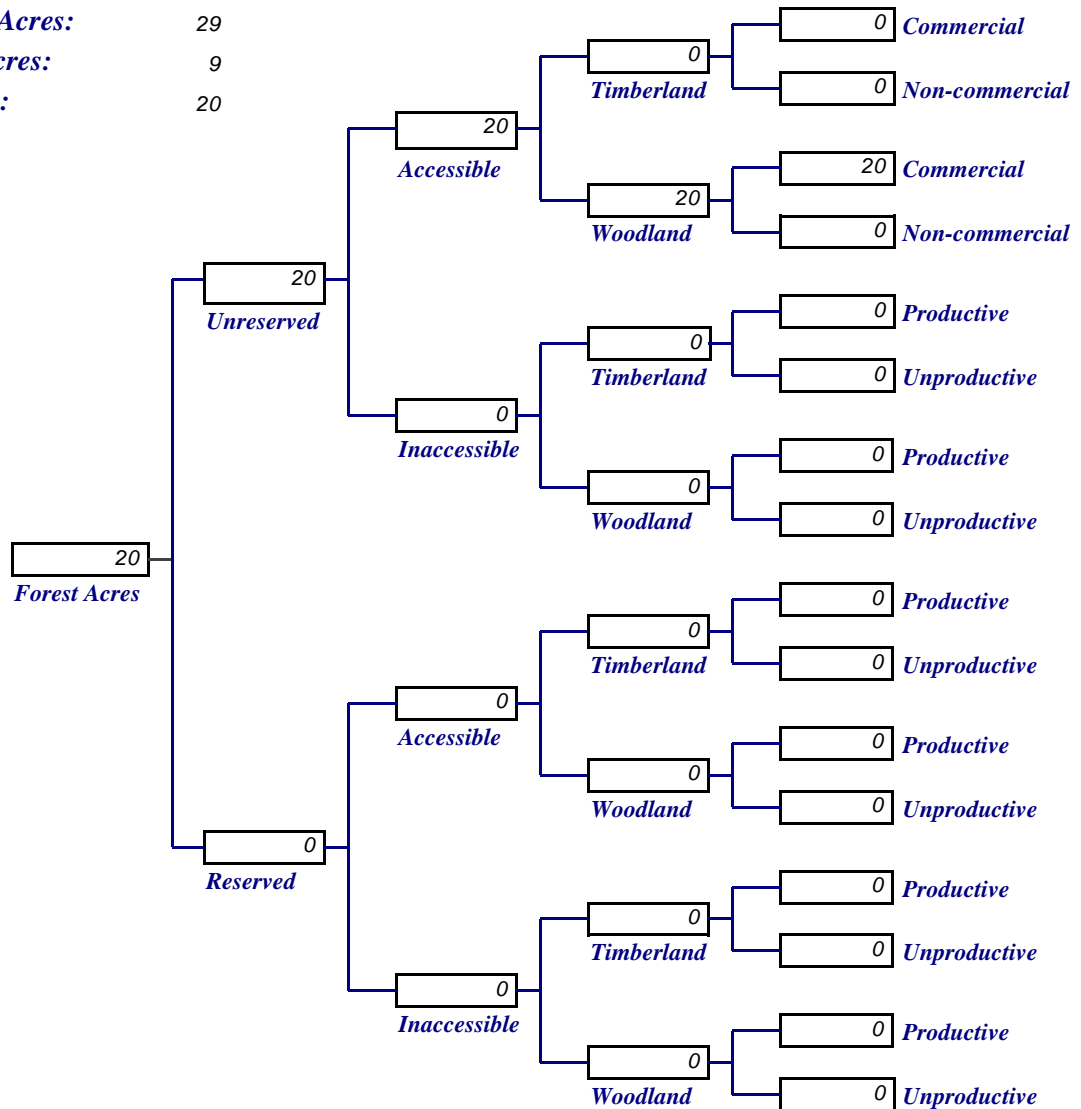 Acres: 29
9
: 20
0 Commercial
0
Timberland
0 Non-commercial
20
Accessible
20 Commercial
20
Woodland
0 Non-commercial
20
Unreserved
0 Productive
0
Timberland
0 Unproductive
0
Inaccessible
0 Productive
0
Woodland
0 Unproductive
20
Forest Acres
0 Productive
0
Timberland
0 Unproductive
0
Accessible
0 Productive
0
Woodland
0 Unproductive
0
Reserved
0 Productive
0
Timberland
0 Unproductive
0
Inaccessible
0 Productive
0
Woodland
0 Unproductive